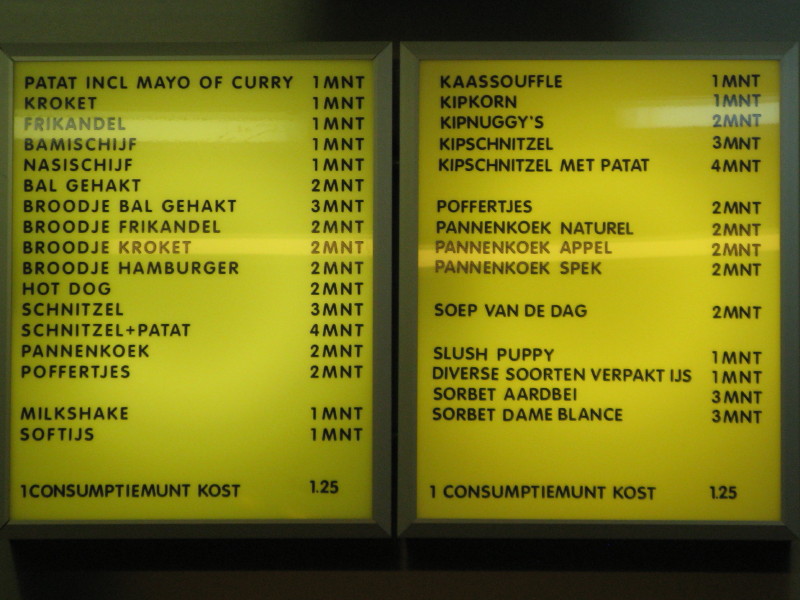 PATAT INCL MAYO OF CURRY 1MNT
KROKET 1MNT
FRIKANDEL 1MNT
BAMISCHIJF 1MNT
NASISCHIJF 1MNT
BAL GEHAKT 2MNT
BROODJE BAL GEHAKT 3MNT
BROODJE FRIKANDEL 2MNT
BROODJE KROKET 2MNT
BROODJE HAMBURGER 2MNT
HOT DOG 2MNT
SCHNITZEL 3MNT
SCHNITZEL+PATAT 4MNT
PANNENKOEK 2MNT
POFFERTJES 2MNT
MILKSHAKE 1MNT
SOFTIJS 1MNT
1CONSUMPTIEMUNT KOST 1.25
KAASSOUFFLE 1MNT
KIPKORN 1MNT
KIPNUGGY'S 2MNT
KIPSCHNITZEL 3MNT
KIPSCHNITZEL MET PATAT 4MNT
POFFERTJES 2MNT
PANNENKOEK NATUREL 2MNT
PANNENKOEK APPEL 2MNT
PANNENKOEK SPEK 2MNT
SOEP VAN DE DAG 2MNT
SLUSH PUPPY 1MNT
DIVERSE SOORTEN VERPAKT IJS 1MNT
SORBET AARDBEI 3MNT
SORBET DAME BLANCE 3MNT
1 CONSUMPTIEMUNT KOST 1.25